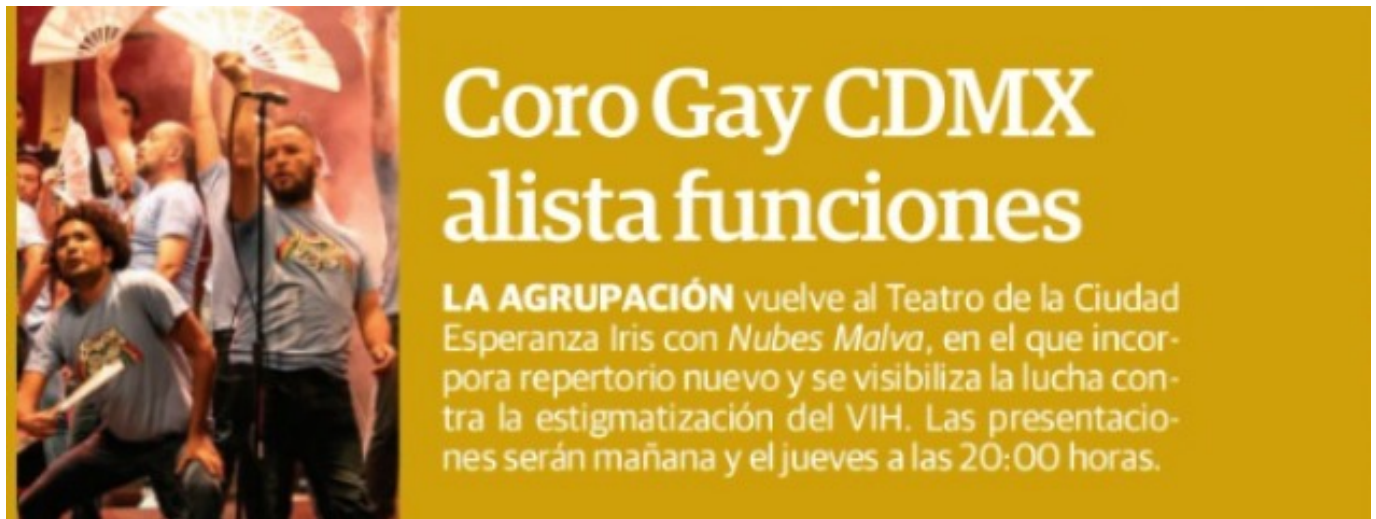 Coro Gay CDMX
alista funciones
LA AGRUPACIÓN vuelve al Teatro de la Ciudad
Esperanza Iris con Nubes Malva, en el que incor-
pora repertorio nuevo y se visibiliza la lucha con-
tra la estigmatización del VIH. Las presentacio-
nes serán mañana y el jueves a las 20:00 horas.